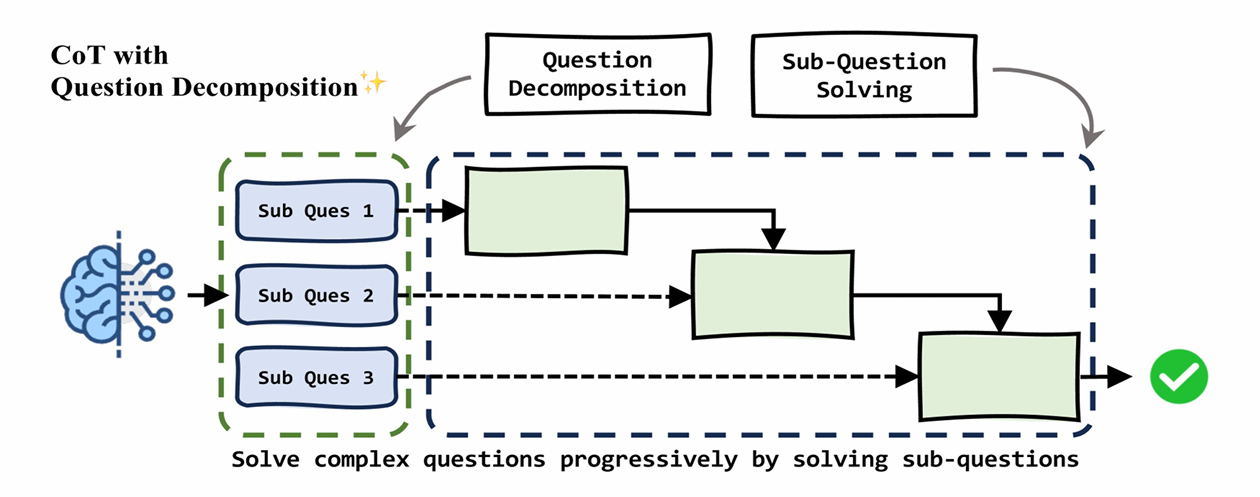 CoT with
Question Decomposition✨
Question
Decomposition
Sub-Question
Solving
Sub Ques 1
Sub Ques 2
Sub Ques 3
Solve complex questions progressively by solving sub-questions